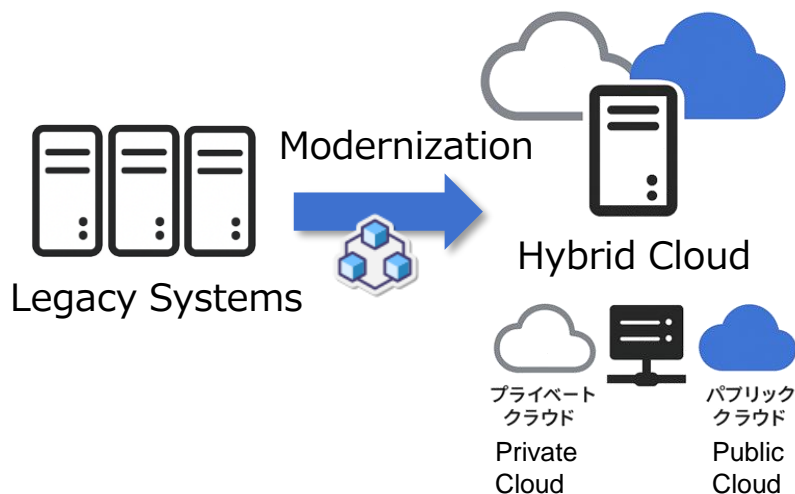 Modernization
Legacy Systems
Hybrid Cloud
プライベート
クラウド
Private
Cloud
パブリック
クラウド
Public
Cloud